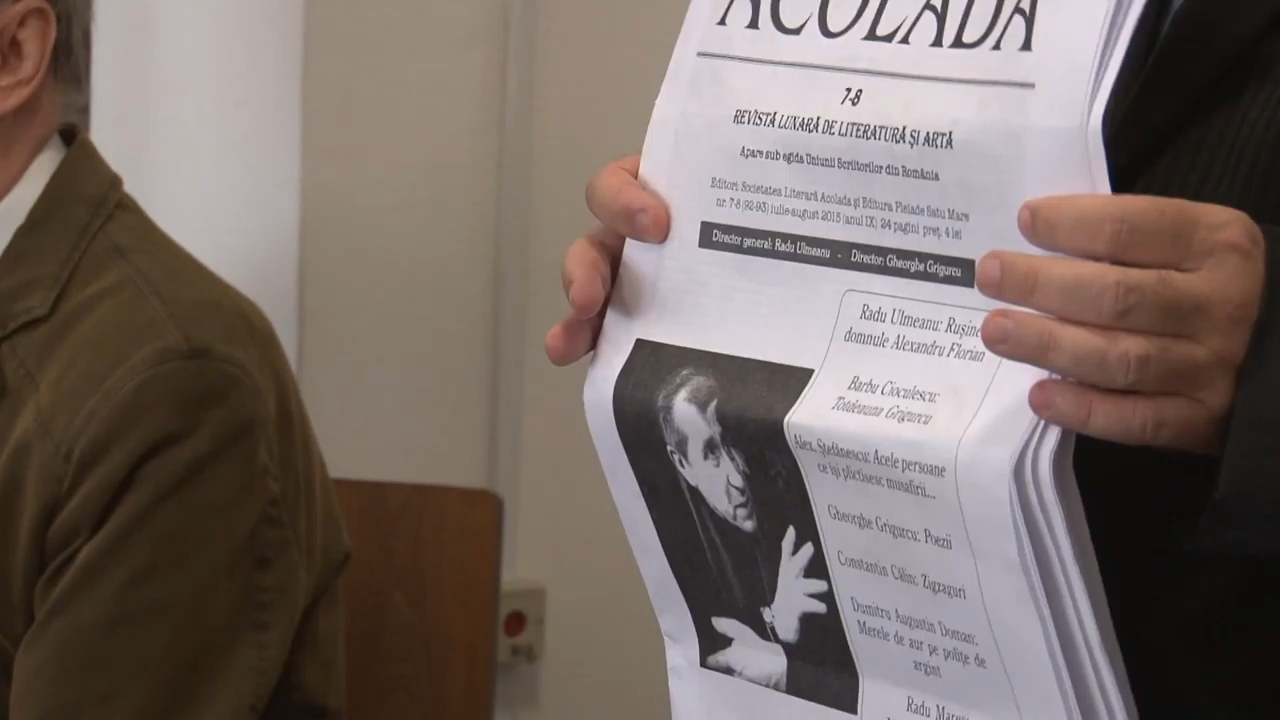 ACOLADA
7-8
REVISTĂ LUNARĂ DE LITERATURĂ ȘI ARTĂ
Apare sub egida Uniunii Scriitorilor din România
Editori: Societatea Literară Acolada și Editura Pleiade Satu Mare
nr. 7-8 (92-93) iulie-august 2015 (anul IX) 24 pagini preț, 4 lei
Director general: Radu Ulmeanu - Director: Gheorghe Grigurcu
Radu Ulmeanu: Rușine
domnule Alexandru Florian
Barbu Cioculescu:
Totdeauna Grigurcu
Alex. Ștefănescu: Acele persoane
ce își plictisesc musafirii...
Gheorghe Grigurcu: Poezii
Constantin Călin: Zigzaguri
Dumitru Augustin Doman:
Merele de aur pe polițe de
argint
Radu